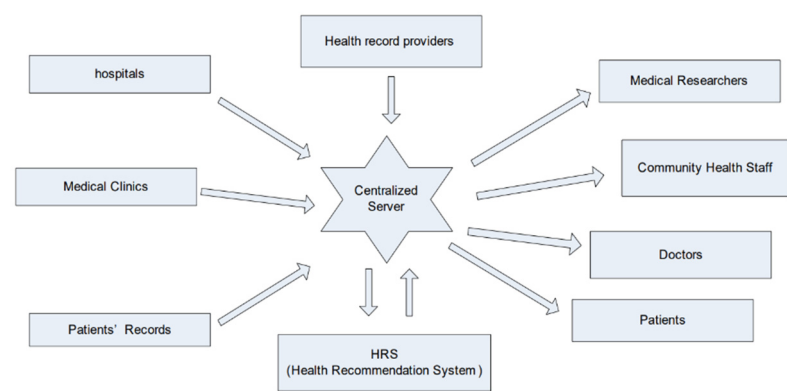 Health record providers
hospitals
Medical Researchers
Medical Clinics
Centralized
Server
Community Health Staff
Doctors
Patients' Records
Patients
HRS
(Health Recommendation System )